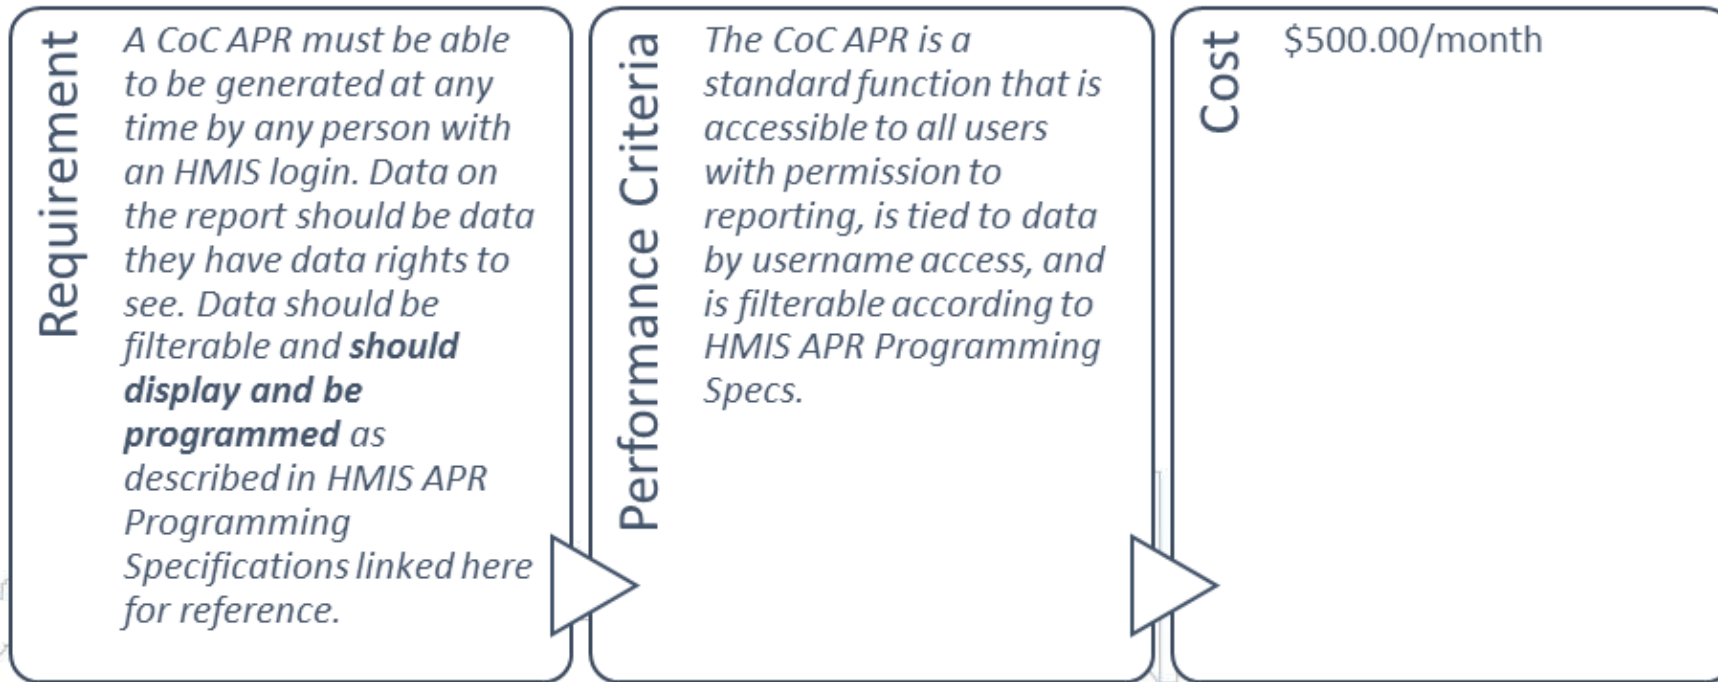 Requirement
A CoC APR must be able
to be generated at any
time by any person with
an HMIS login. Data on
the report should be data
they have data rights to
see. Data should be
filterable and should
display and be
programmed as
described in HMIS APR
Programming
Specifications linked here
for reference.
Performance Criteria
The CoC APR is a
standard function that is
accessible to all users
with permission to
reporting, is tied to data
by username access, and
is filterable according to
HMIS APR Programming
Specs.
Cost
$500.00/month